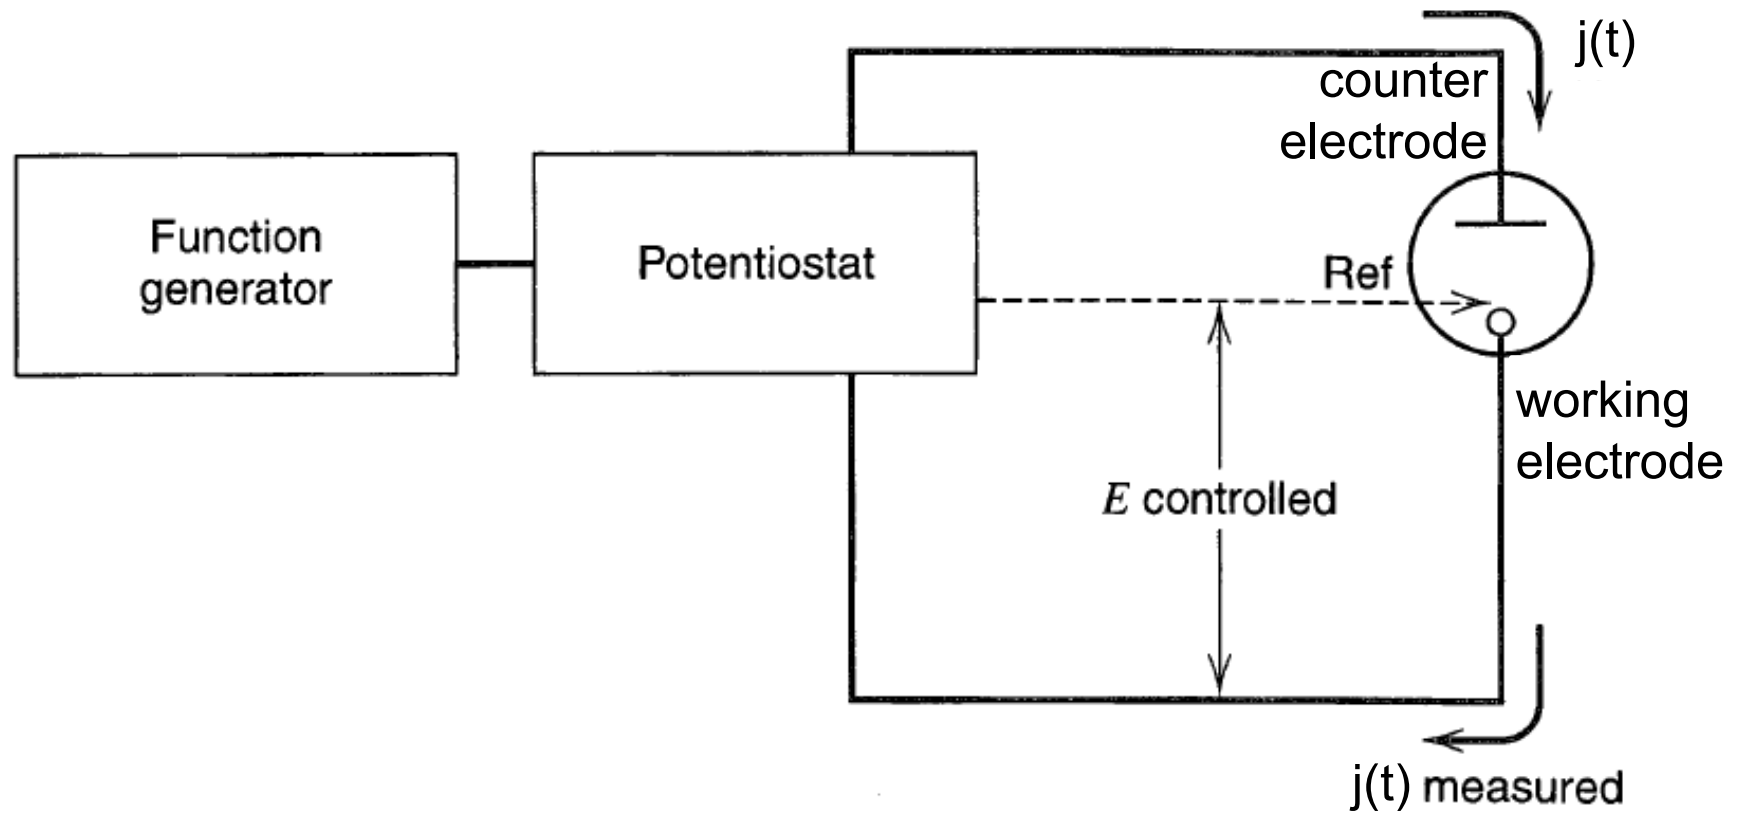 j(t)
counter
electrode
Function
generator
Potentiostat
Ref
working
electrode
E controlled
j(t) measured